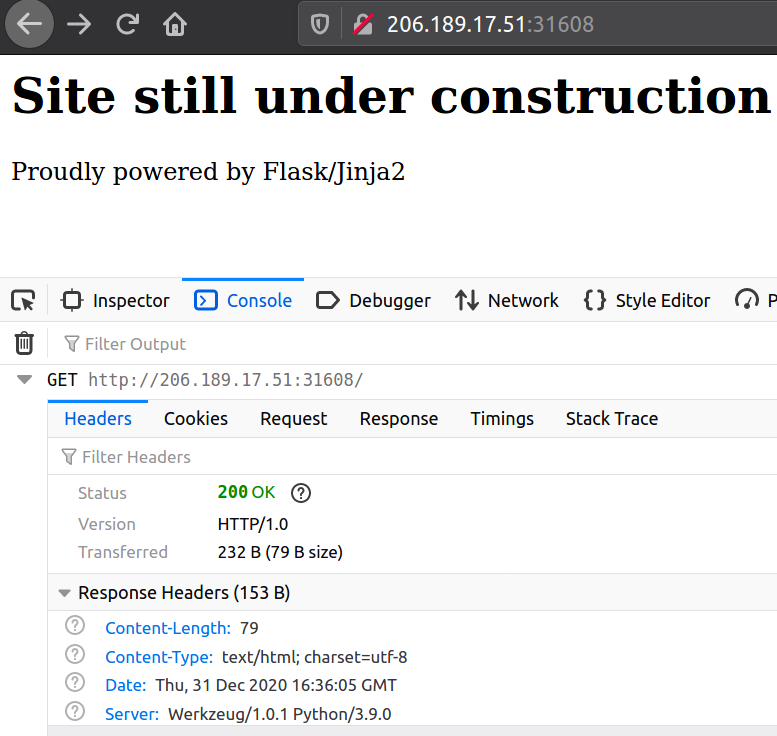 206.189.17.51:31608
Site still under construction
Proudly powered by Flask/Jinja2
Inspector Console Debugger Network Style Editor P
Filter Output
GET http://206.189.17.51:31608/
Headers Cookies Request Response Timings Stack Trace
Filter Headers
Status 200 OK ?
Version HTTP/1.0
Transferred 232 B (79 B size)
Response Headers (153 B)
? Content-Length: 79
? Content-Type: text/html; charset=utf-8
? Date: Thu, 31 Dec 2020 16:36:05 GMT
? Server: Werkzeug/1.0.1 Python/3.9.0